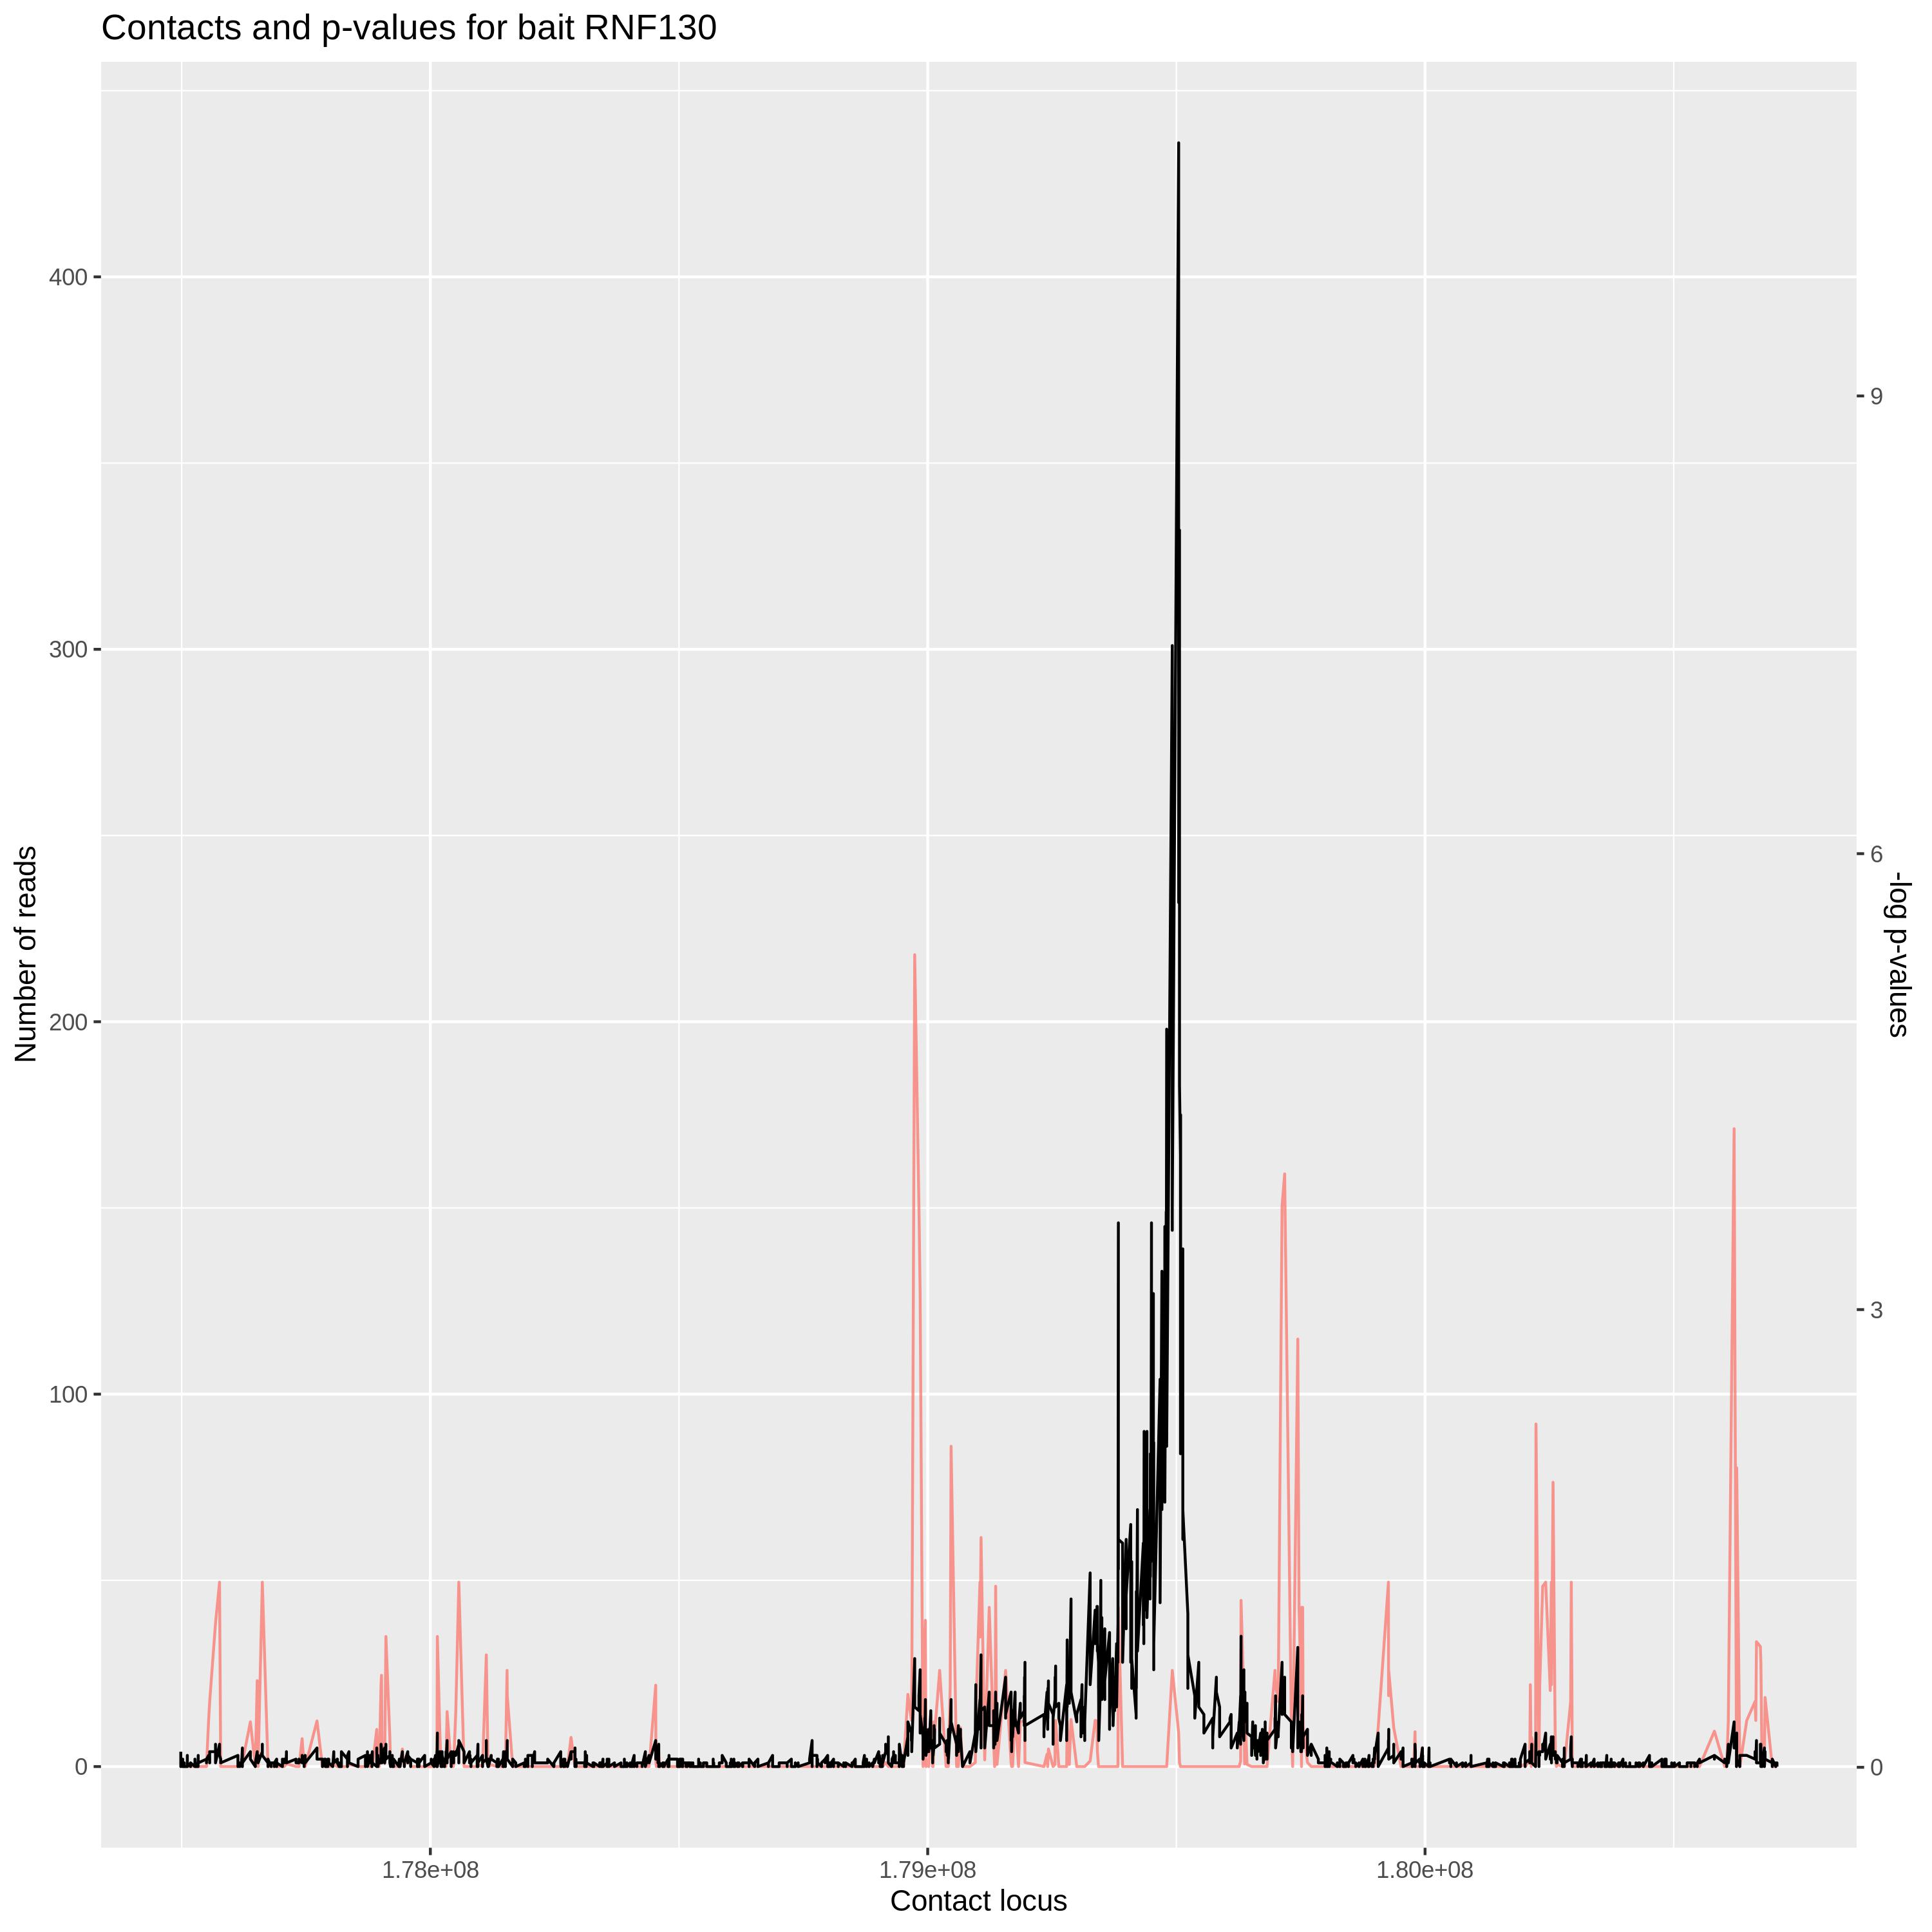 Contacts and p-values for bait RNF130
400
300
200
100
0
Number of reads
9
6
3
0
-log p-values
1.78e+08
1.79e+08
1.80e+08
Contact locus